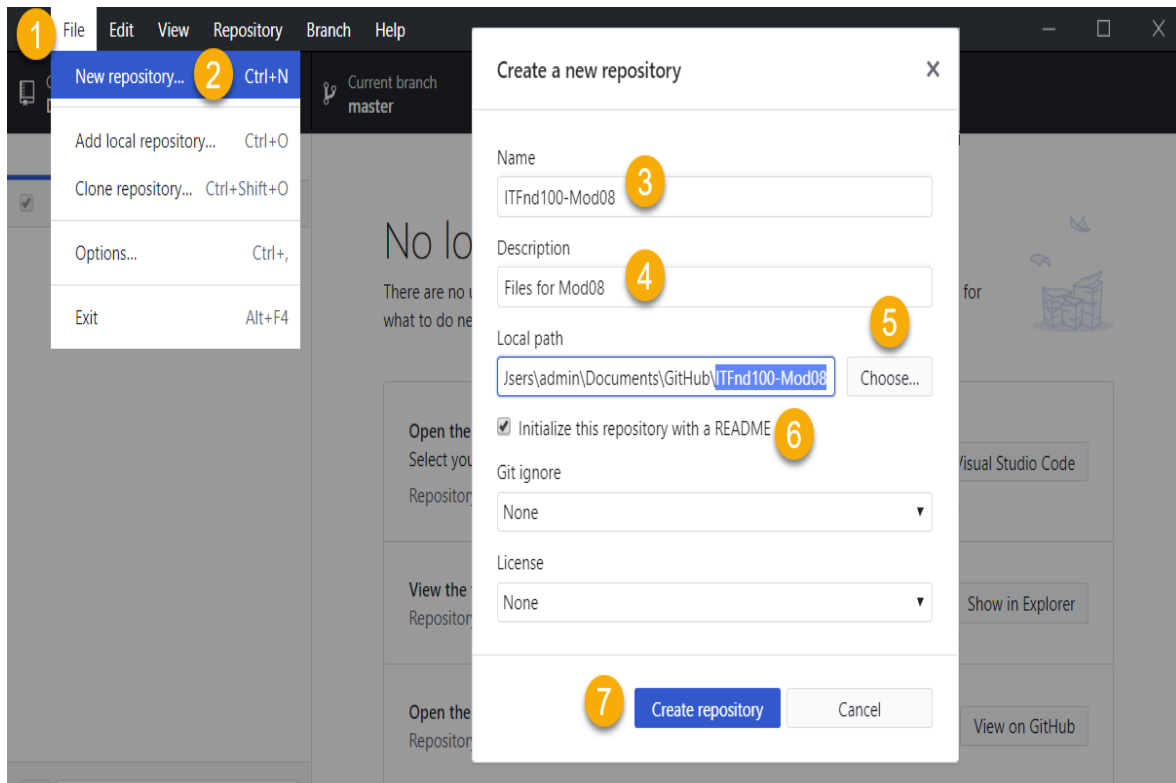 1 File Edit View Repository Branch Help
New repository... 2 Ctrl+N
Add local repository... Ctrl+O
Clone repository... Ctrl+Shift+O
Options... Ctrl+,
Exit Alt+F4
Current branch
master
No lo
There are no
what to do ne
for
Open the
Select you
Repository
Visual Studio Code
View the
Repository
Show in Explorer
Open the
Repository
View on GitHub
Create a new repository
Name
3
ITFnd100-Mod08
Description
4
Files for Mod08
5
Local path
Jsers\admin\Documents\GitHub\ITFnd100-Mod08 Choose...
Initialize this repository with a README 6
Git ignore
None
License
None
7 Create repository Cancel